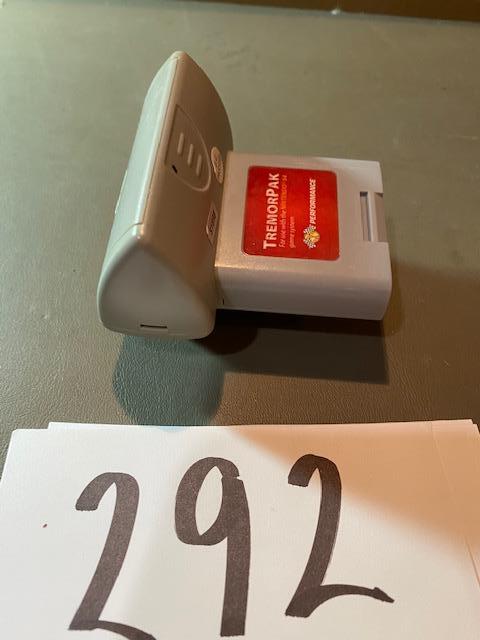 TREMORPAK
For use with the NINTENDO® 64
game system
PERFORMANCE
292